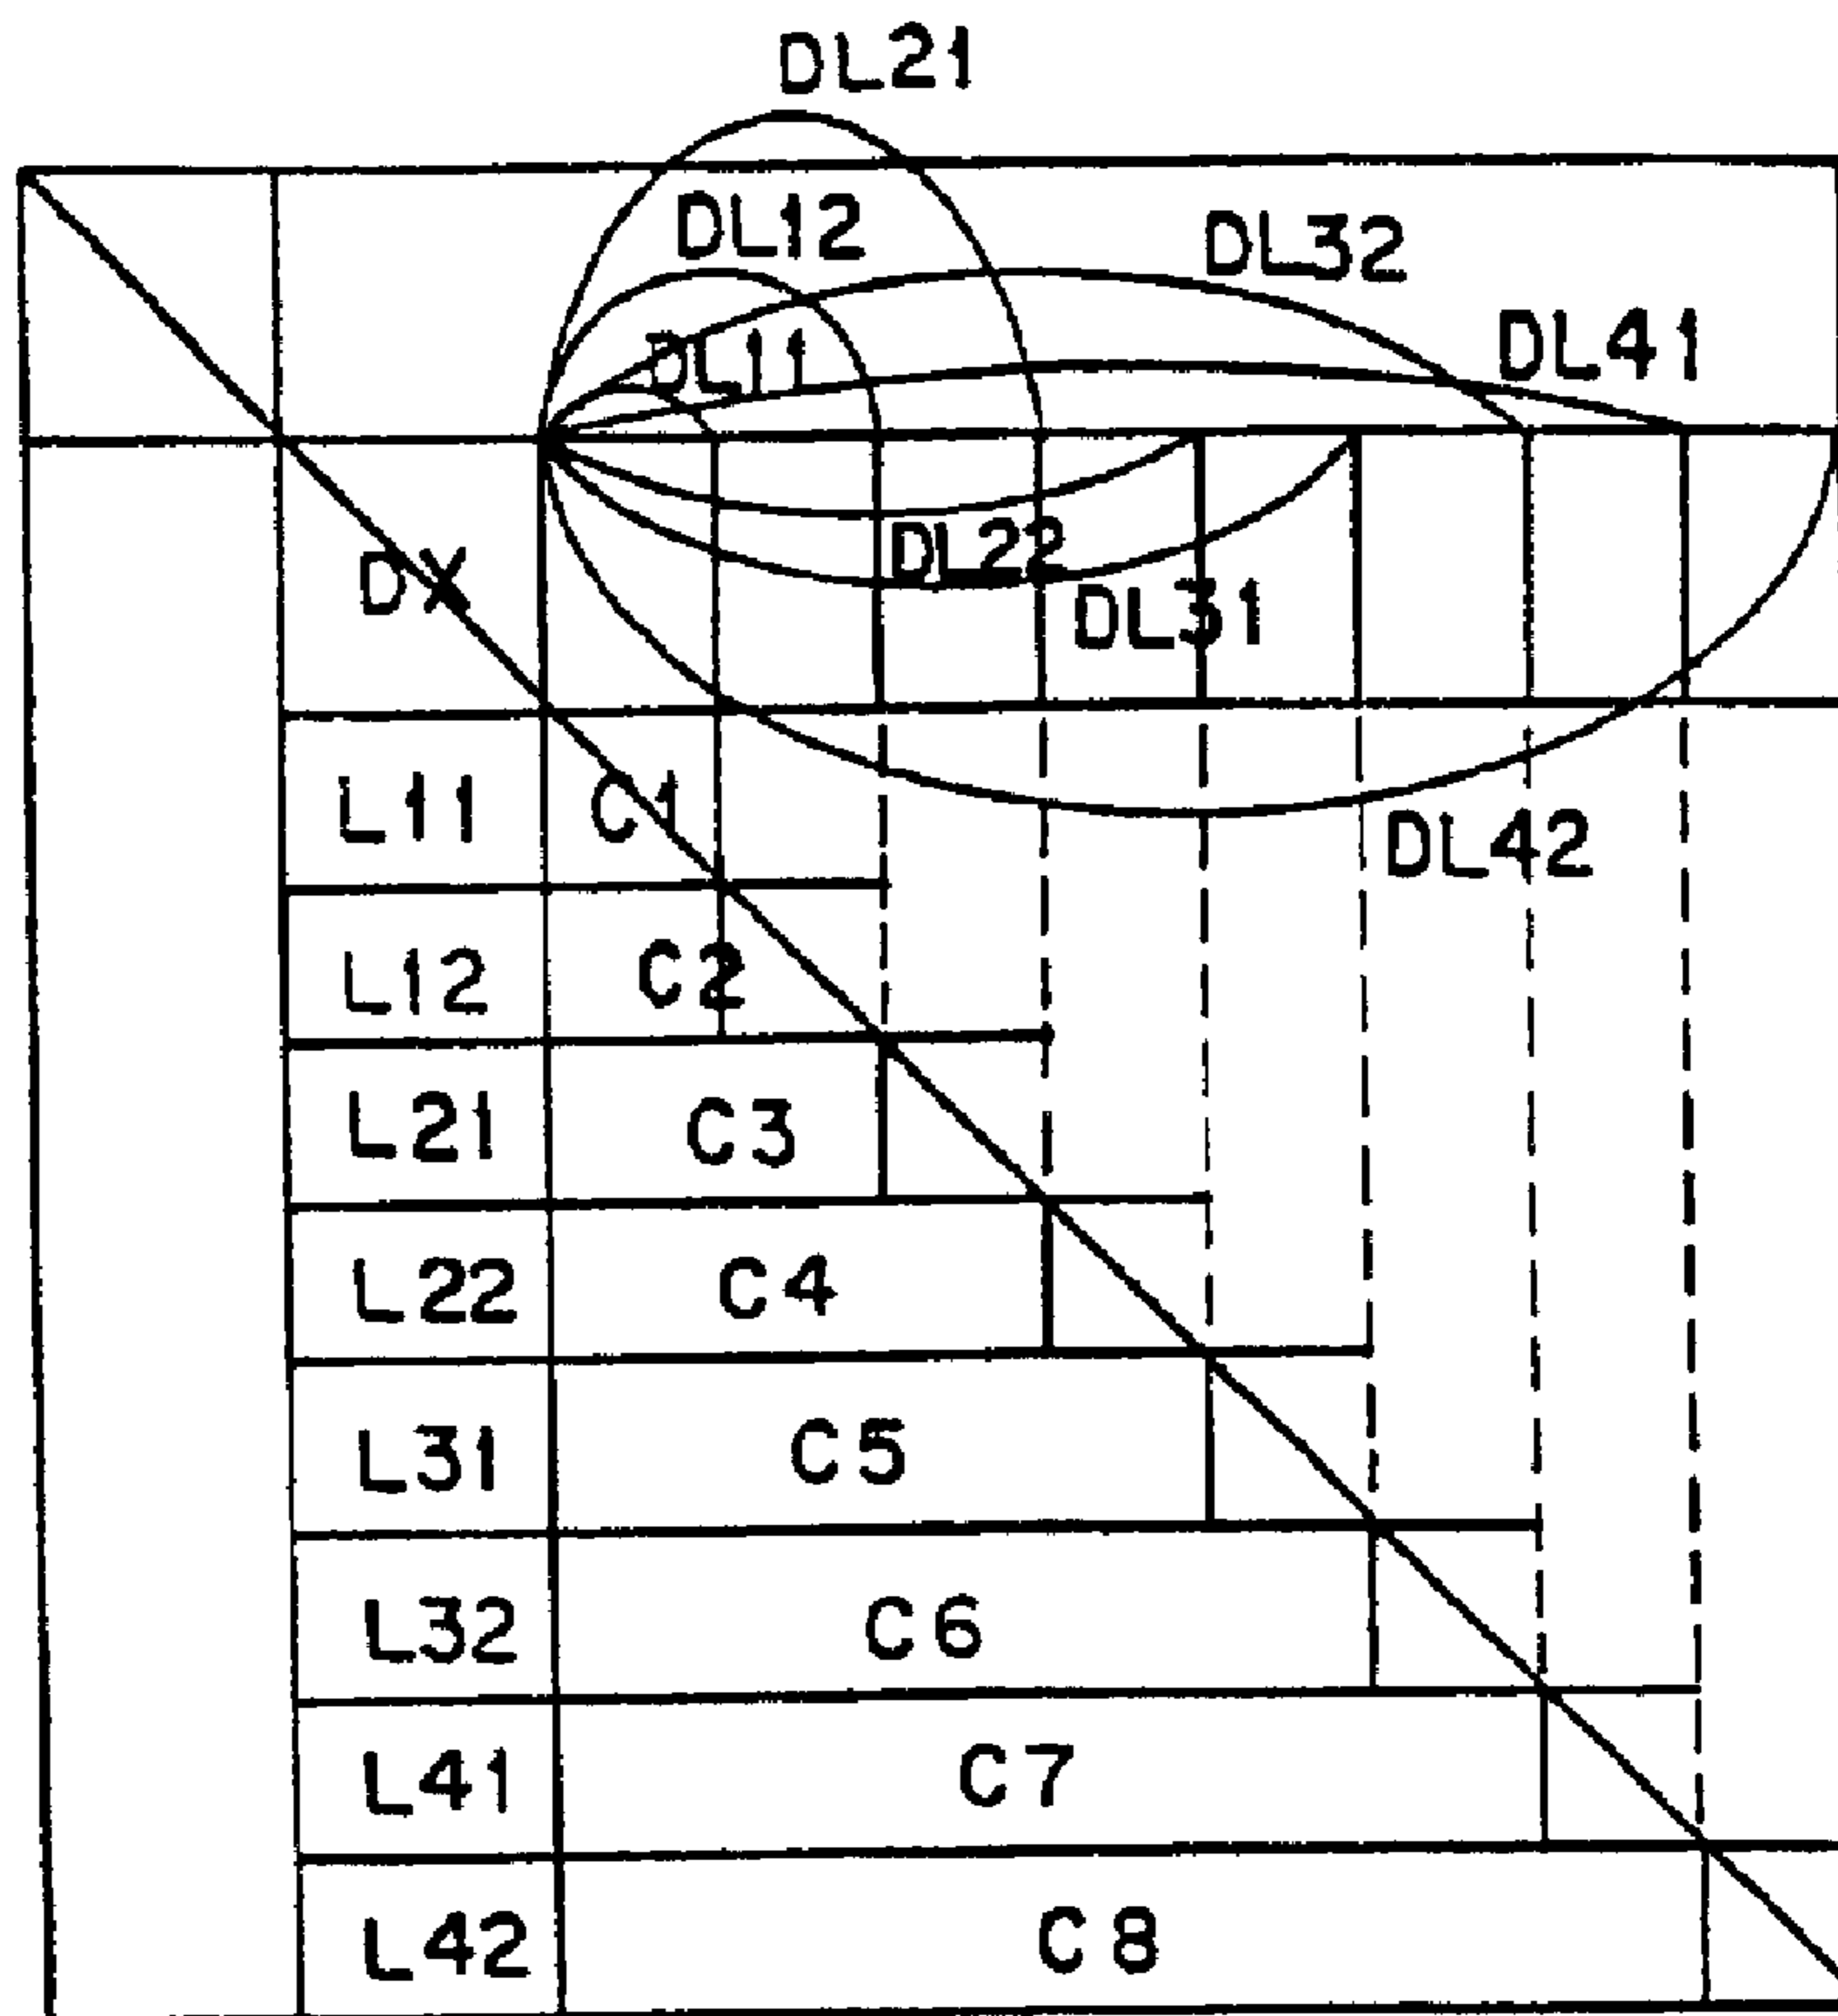 DL21
DL12
DL32
DL11
DL41
DL22
DX
DL31
L11 C1
DL42
L12 C2
L21 C3
L22 C4
L31 C5
L32 C6
L41 C7
L42 C8